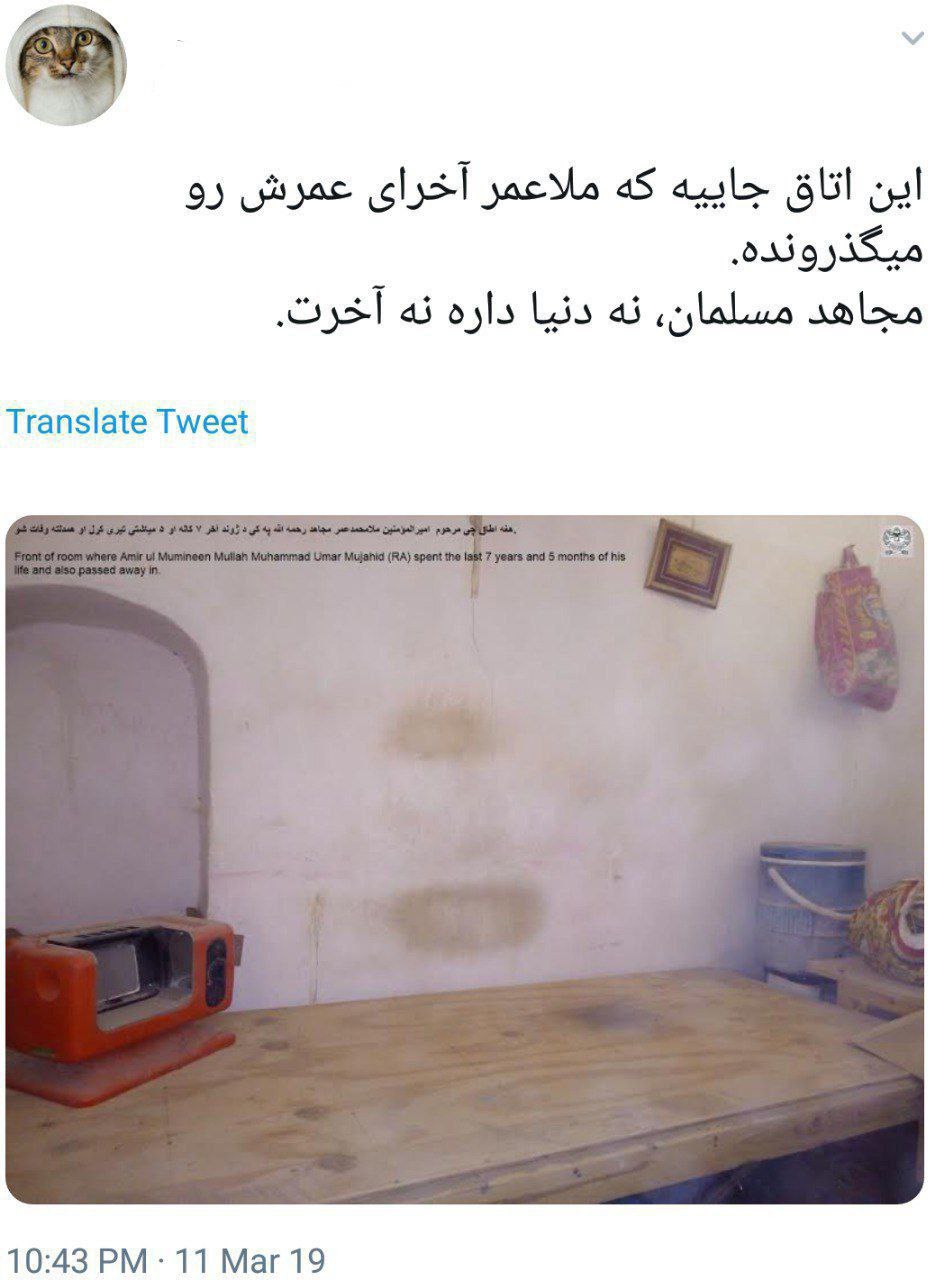 این اتاق جاییه که ملاعمر آخرای عمرش رو
میگذرونده.
مجاهد مسلمان، نه دنیا داره نه آخرت.
Translate Tweet
هغه اطاق چي مرحوم امیرالمؤمنین ملامحمدعمر مجاهد رحمه الله په کې د ژوند اخر ۷ کاله او ۵ میاشتې تیري کړل او همدلته وفات شو.
Front of room where Amir ul Mumineen Mullah Muhammad Umar Mujahid (RA) spent the last 7 years and 5 months of his
life and also passed away in.
10:43 PM · 11 Mar 19